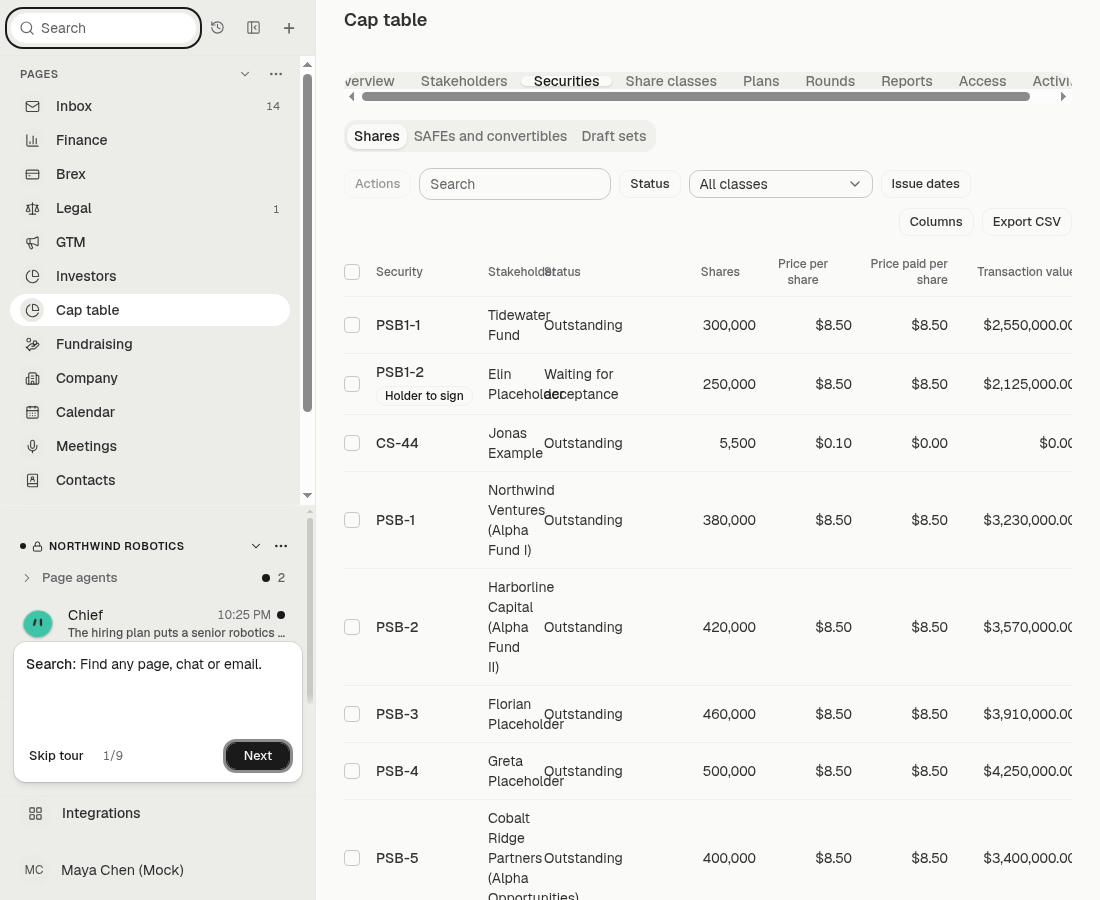 Search
PAGES
Inbox 14
Finance
Brex
Legal 1
GTM
Investors
Cap table
Fundraising
Company
Calendar
Meetings
Contacts
NORTHWIND ROBOTICS
Page agents 2
Chief 10:25 PM
The hiring plan puts a senior robotics ...
Search: Find any page, chat or email.
Skip tour 1/9 Next
Integrations
MC Maya Chen (Mock)
Cap table
verview Stakeholders Securities Share classes Plans Rounds Reports Access Activi
Shares SAFEs and convertibles Draft sets
Actions Search Status All classes Issue dates
Columns Export CSV
Security Stakeholder Status Shares Price per share Price paid per share Transaction value
PSB1-1 Tidewater Fund Outstanding 300,000 $8.50 $8.50 $2,550,000.00
PSB1-2 Holder to sign Elin Placeholder Waiting for acceptance 250,000 $8.50 $8.50 $2,125,000.00
CS-44 Jonas Example Outstanding 5,500 $0.10 $0.00 $0.00
PSB-1 Northwind Ventures (Alpha Fund I) Outstanding 380,000 $8.50 $8.50 $3,230,000.00
PSB-2 Harborline Capital (Alpha Fund II) Outstanding 420,000 $8.50 $8.50 $3,570,000.00
PSB-3 Florian Placeholder Outstanding 460,000 $8.50 $8.50 $3,910,000.00
PSB-4 Greta Placeholder Outstanding 500,000 $8.50 $8.50 $4,250,000.00
PSB-5 Cobalt Ridge Partners (Alpha Opportunities) Outstanding 400,000 $8.50 $8.50 $3,400,000.00